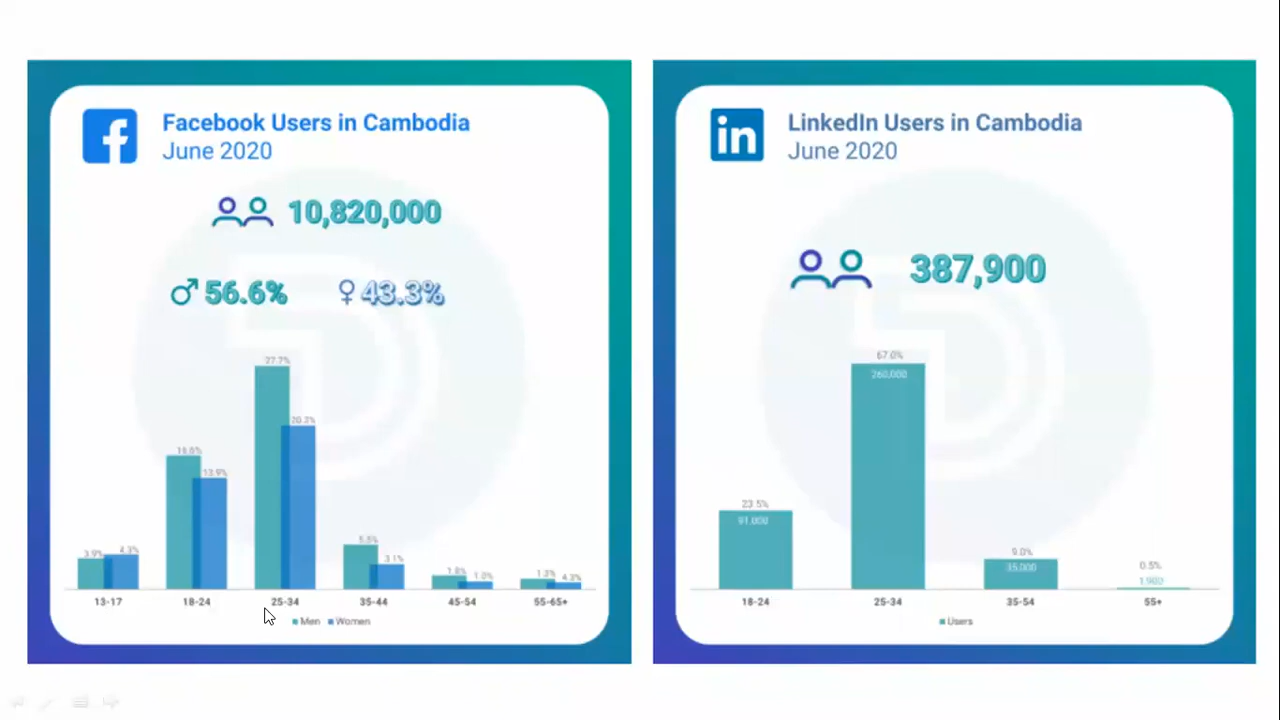 Facebook Users in Cambodia
June 2020
10,820,000
56.6% 43.3%
27.7%
20.3%
13.9%
3.9% 4.3%
5.5%
3.1%
1.8% 1.0%
1.3% 4.3%
13-17 18-24 25-34 35-44 45-54 55-65+
Men Women
LinkedIn Users in Cambodia
June 2020
387,900
67.0%
260,000
23.5%
91,000
9.0%
35,000
0.5%
1,900
18-24 25-34 35-54 55+
Users